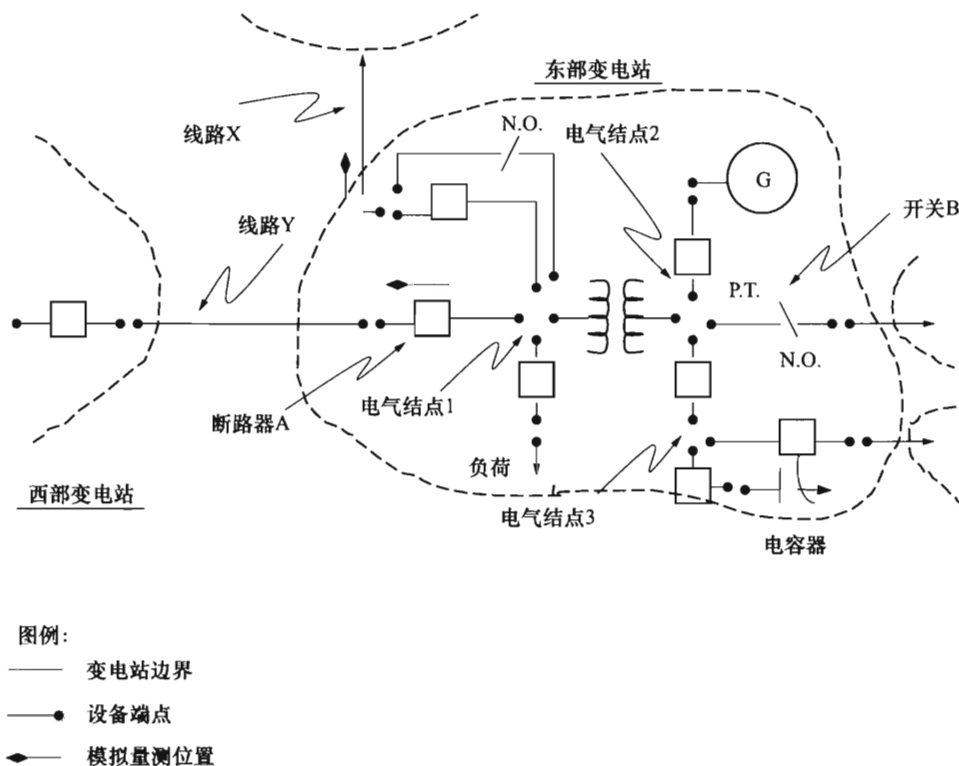 东部变电站
线路X
N.O.
电气结点2
G
线路Y
开关B
P.T.
N.O.
断路器A
电气结点1
负荷
西部变电站
电气结点3
电容器
图例:
变电站边界
设备端点
模拟量测位置